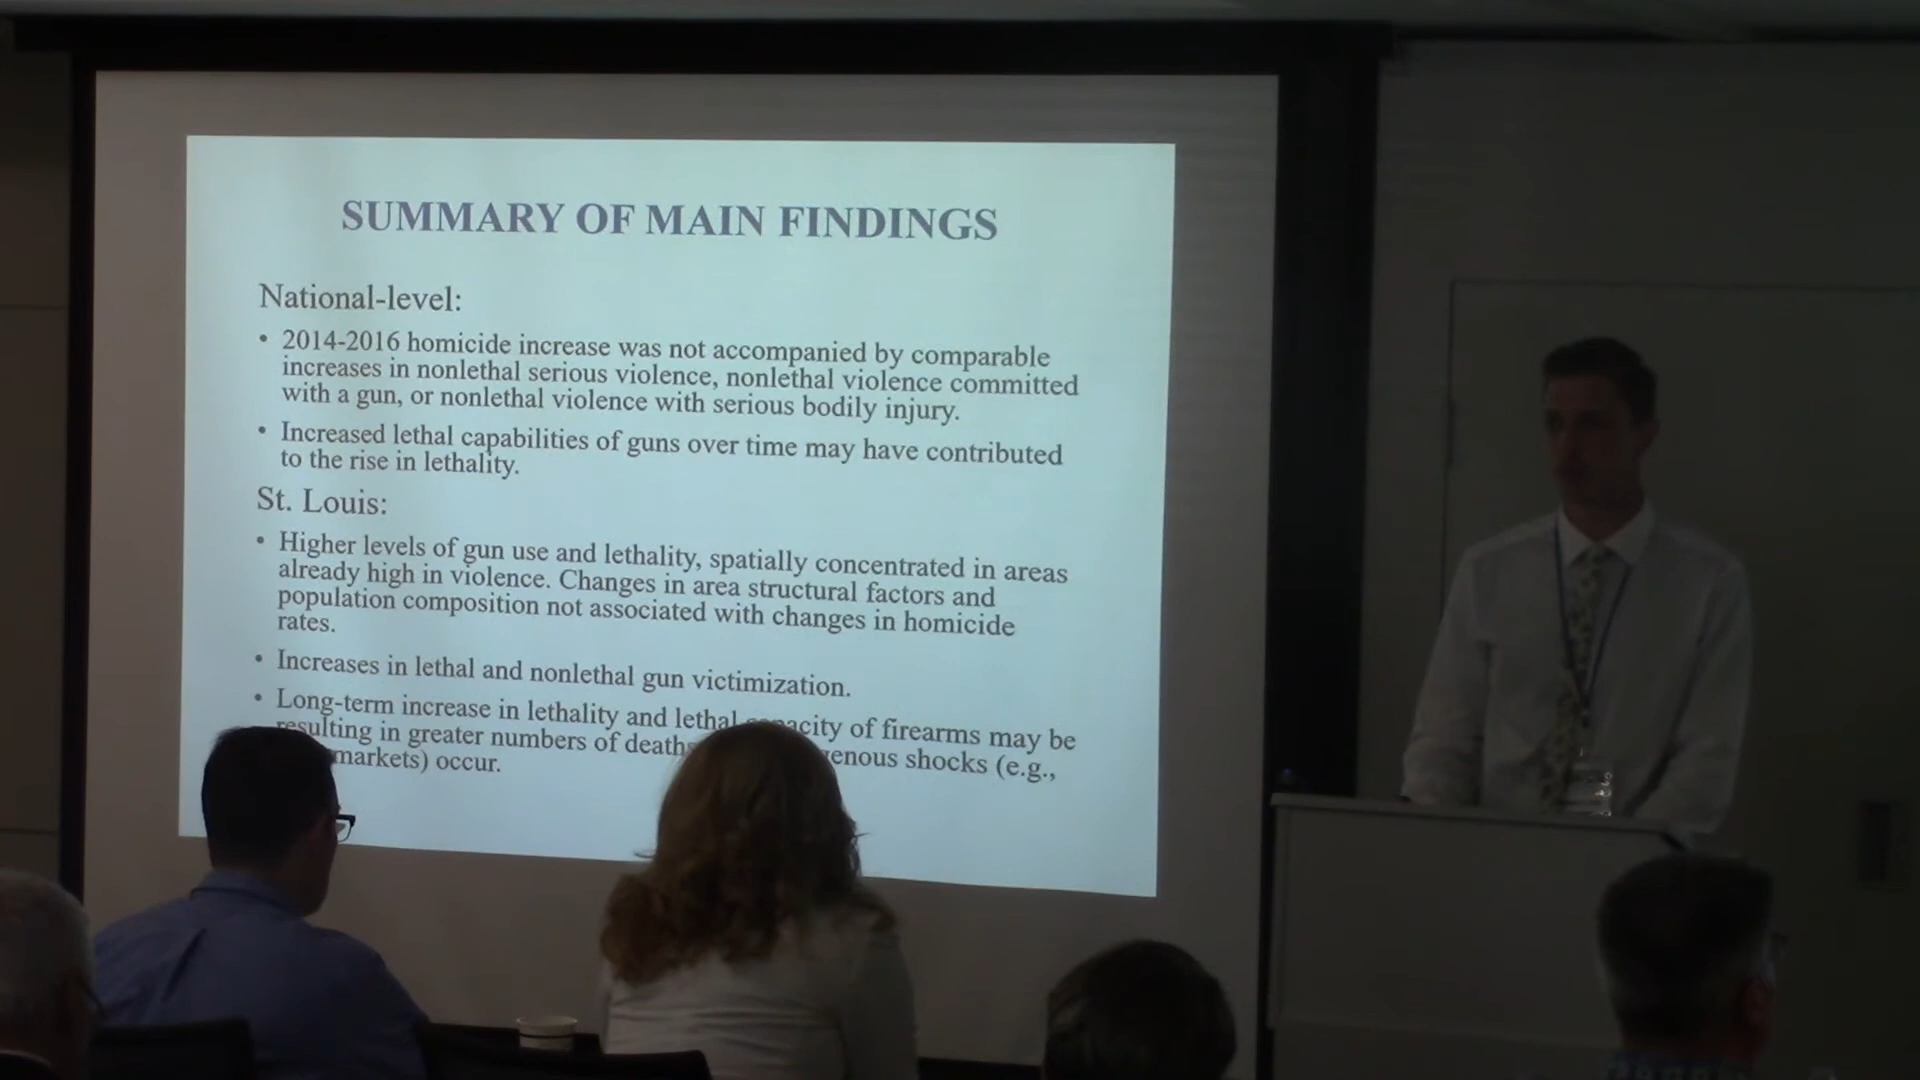 SUMMARY OF MAIN FINDINGS
National-level:
• 2014-2016 homicide increase was not accompanied by comparable
increases in nonlethal serious violence, nonlethal violence committed
with a gun, or nonlethal violence with serious bodily injury.
• Increased lethal capabilities of guns over time may have contributed
to the rise in lethality.
St. Louis:
• Higher levels of gun use and lethality, spatially concentrated in areas
already high in violence. Changes in area structural factors and
population composition not associated with changes in homicide
rates.
• Increases in lethal and nonlethal gun victimization.
• Long-term increase in lethality and lethal capacity of firearms may be
resulting in greater numbers of deaths shocks (e.g.,
markets) occur.